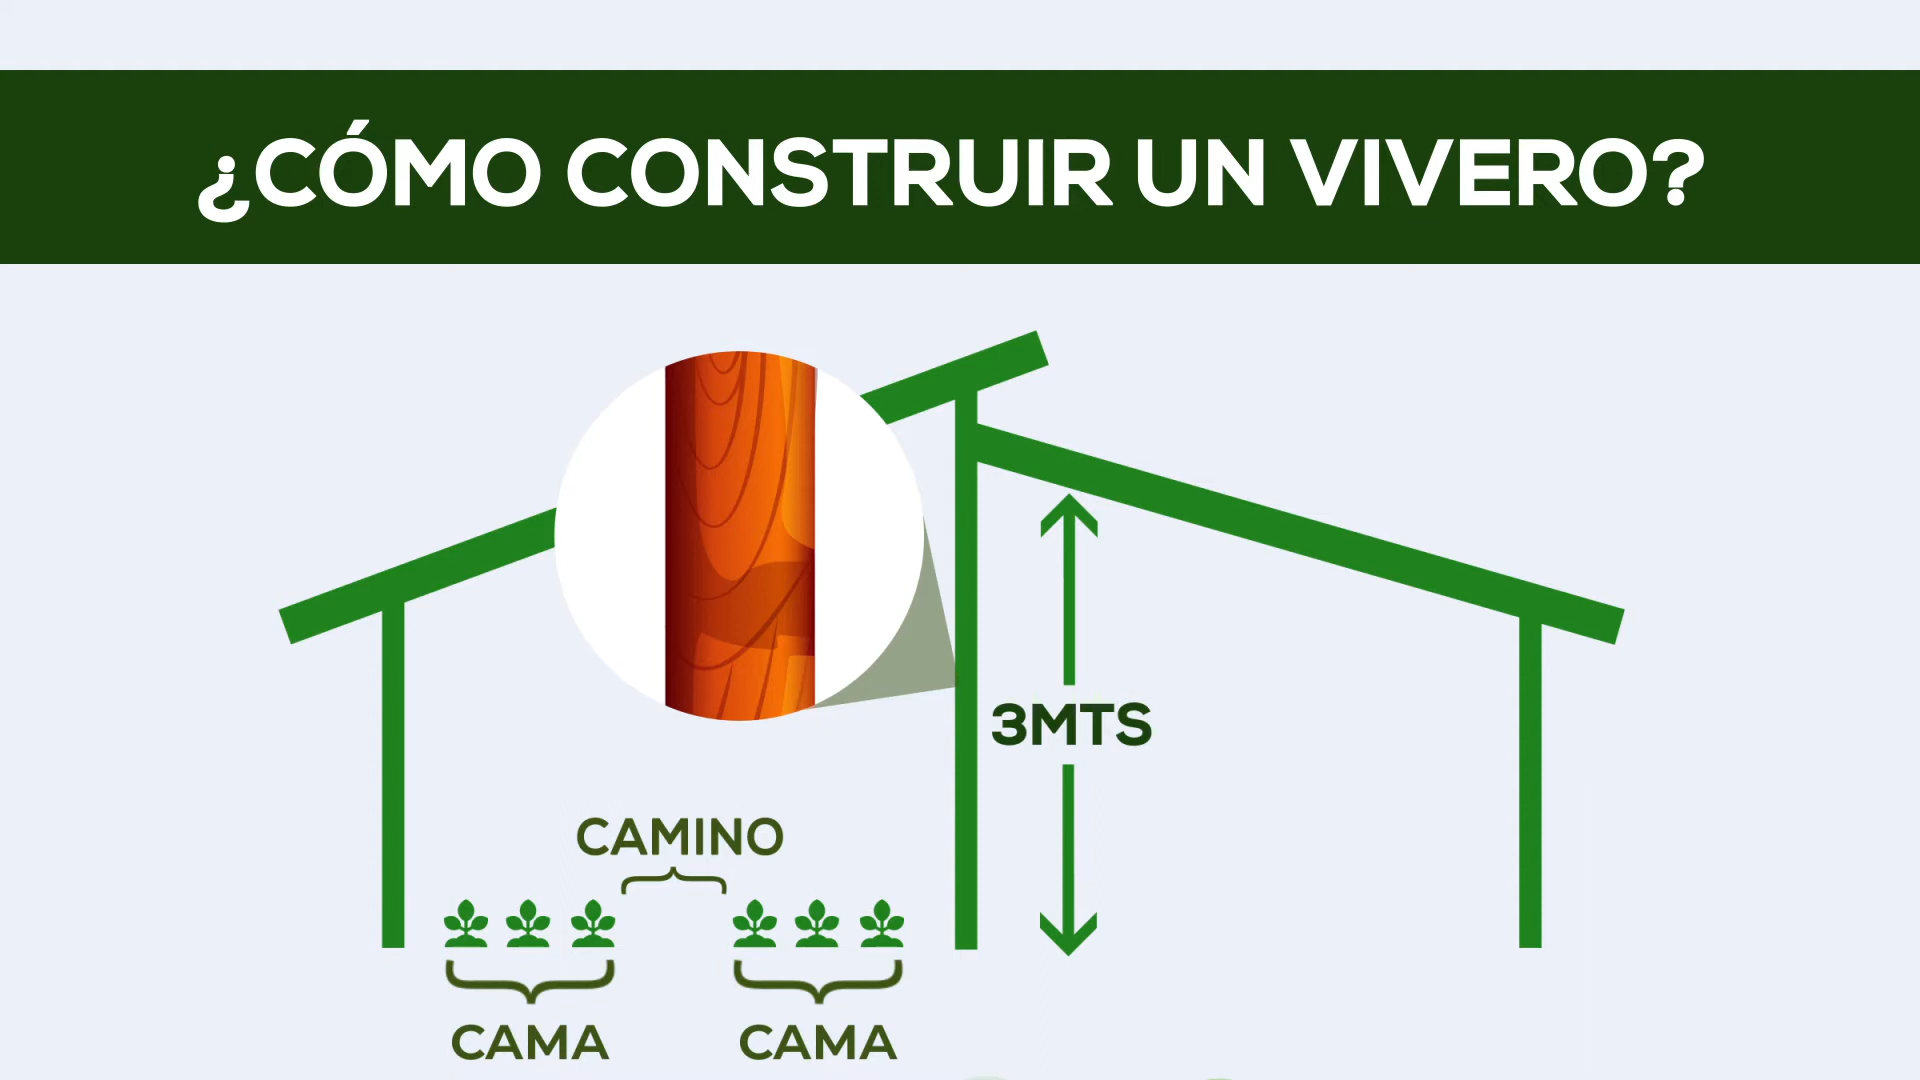 ¿CÓMO CONSTRUIR UN VIVERO?
3MTS
CAMINO
CAMA
CAMA